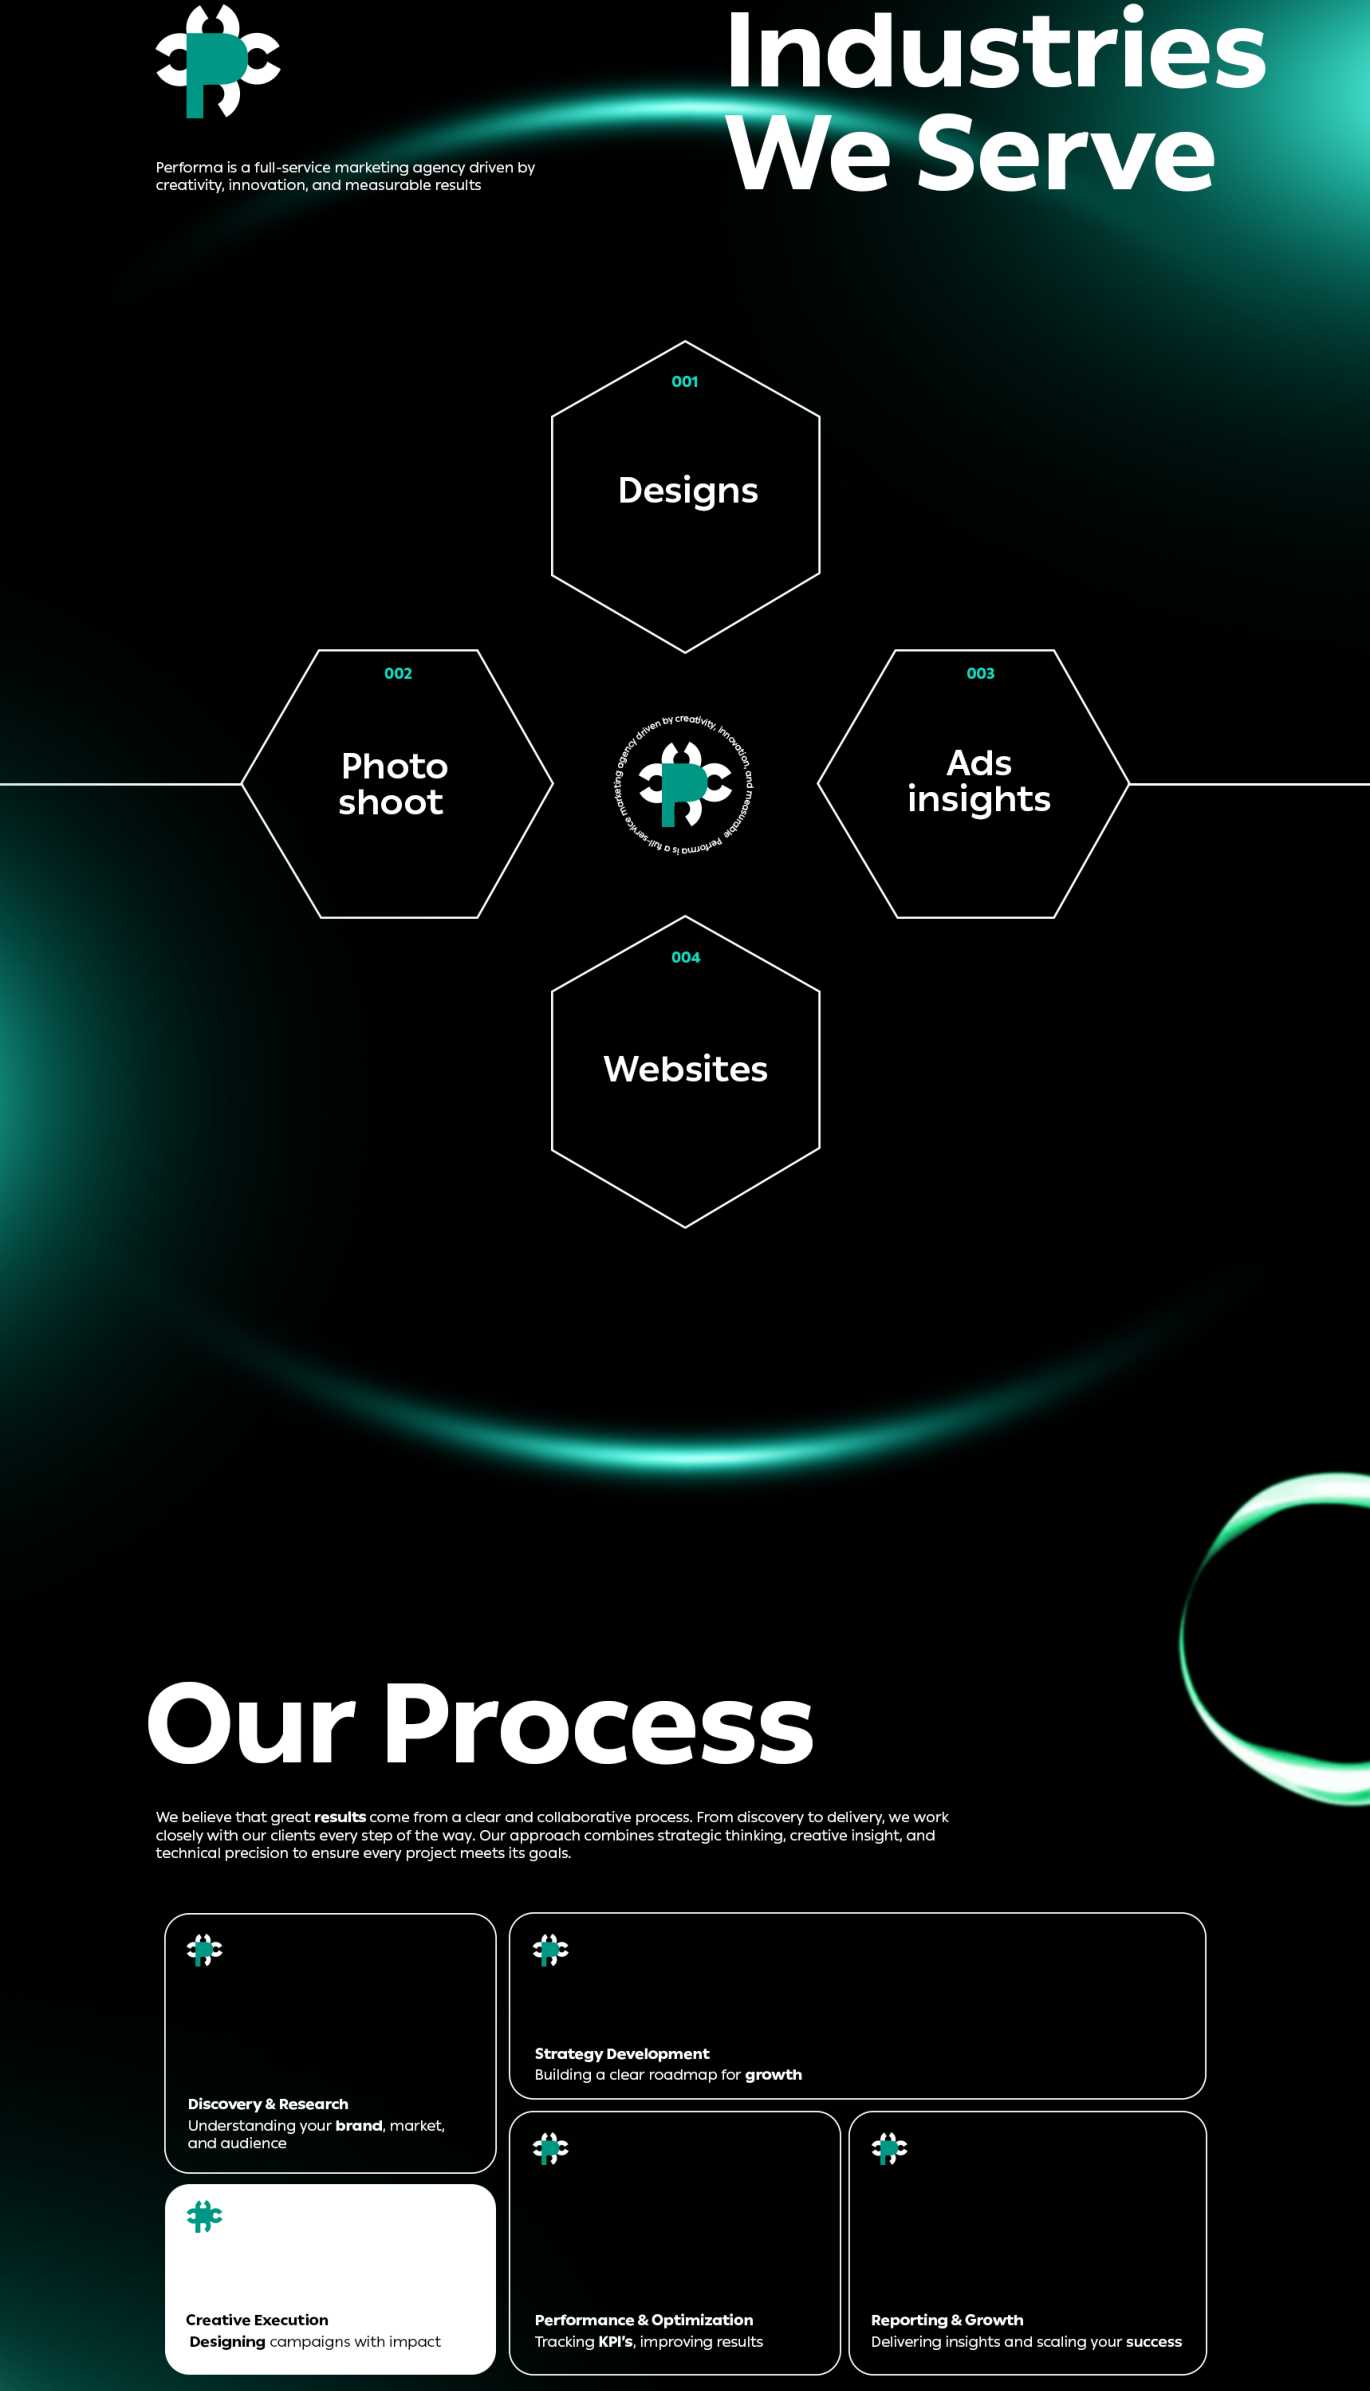 Industries
We Serve
Performa is a full-service marketing agency driven by
creativity, innovation, and measurable results
001
Designs
002
Photo
shoot
003
Ads
insights
Performa is a full-service marketing agency driven by creativity, innovation, and measurable
004
Websites
Our Process
We believe that great results come from a clear and collaborative process. From discovery to delivery, we work
closely with our clients every step of the way. Our approach combines strategic thinking, creative insight, and
technical precision to ensure every project meets its goals.
Discovery & Research
Understanding your brand, market,
and audience
Strategy Development
Building a clear roadmap for growth
Creative Execution
Designing campaigns with impact
Performance & Optimization
Tracking KPI's, improving results
Reporting & Growth
Delivering insights and scaling your success